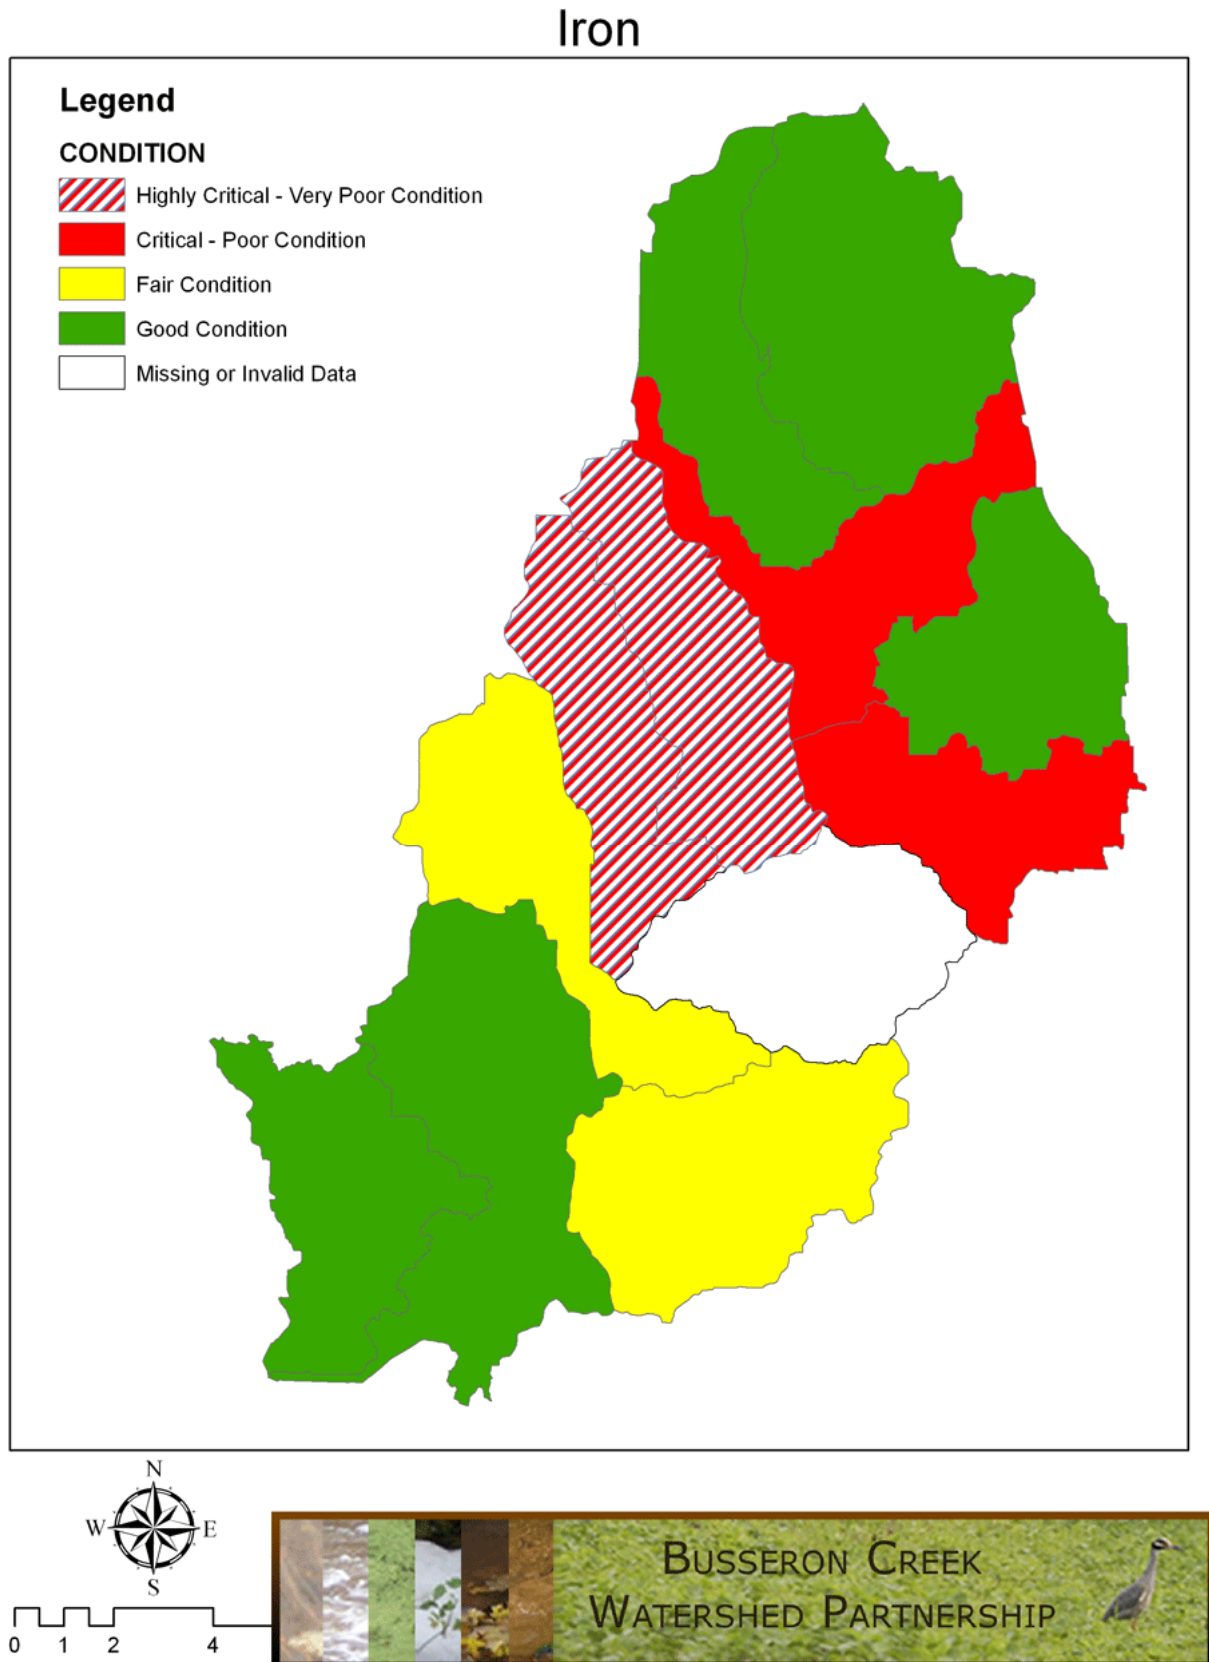 Iron
Legend
CONDITION
Highly Critical - Very Poor Condition
Critical - Poor Condition
Fair Condition
Good Condition
Missing or Invalid Data
N
W E
S
0 1 2 4
BUSSERON CREEK
WATERSHED PARTNERSHIP